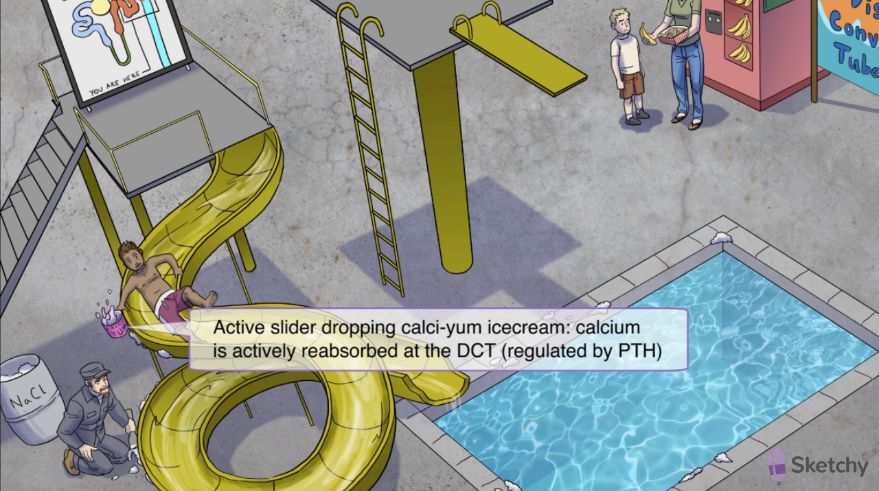 YOU ARE HERE
Dis
Conv
Tube
Active slider dropping calci-yum icecream: calcium
is actively reabsorbed at the DCT (regulated by PTH)
NaCl
Sketchy